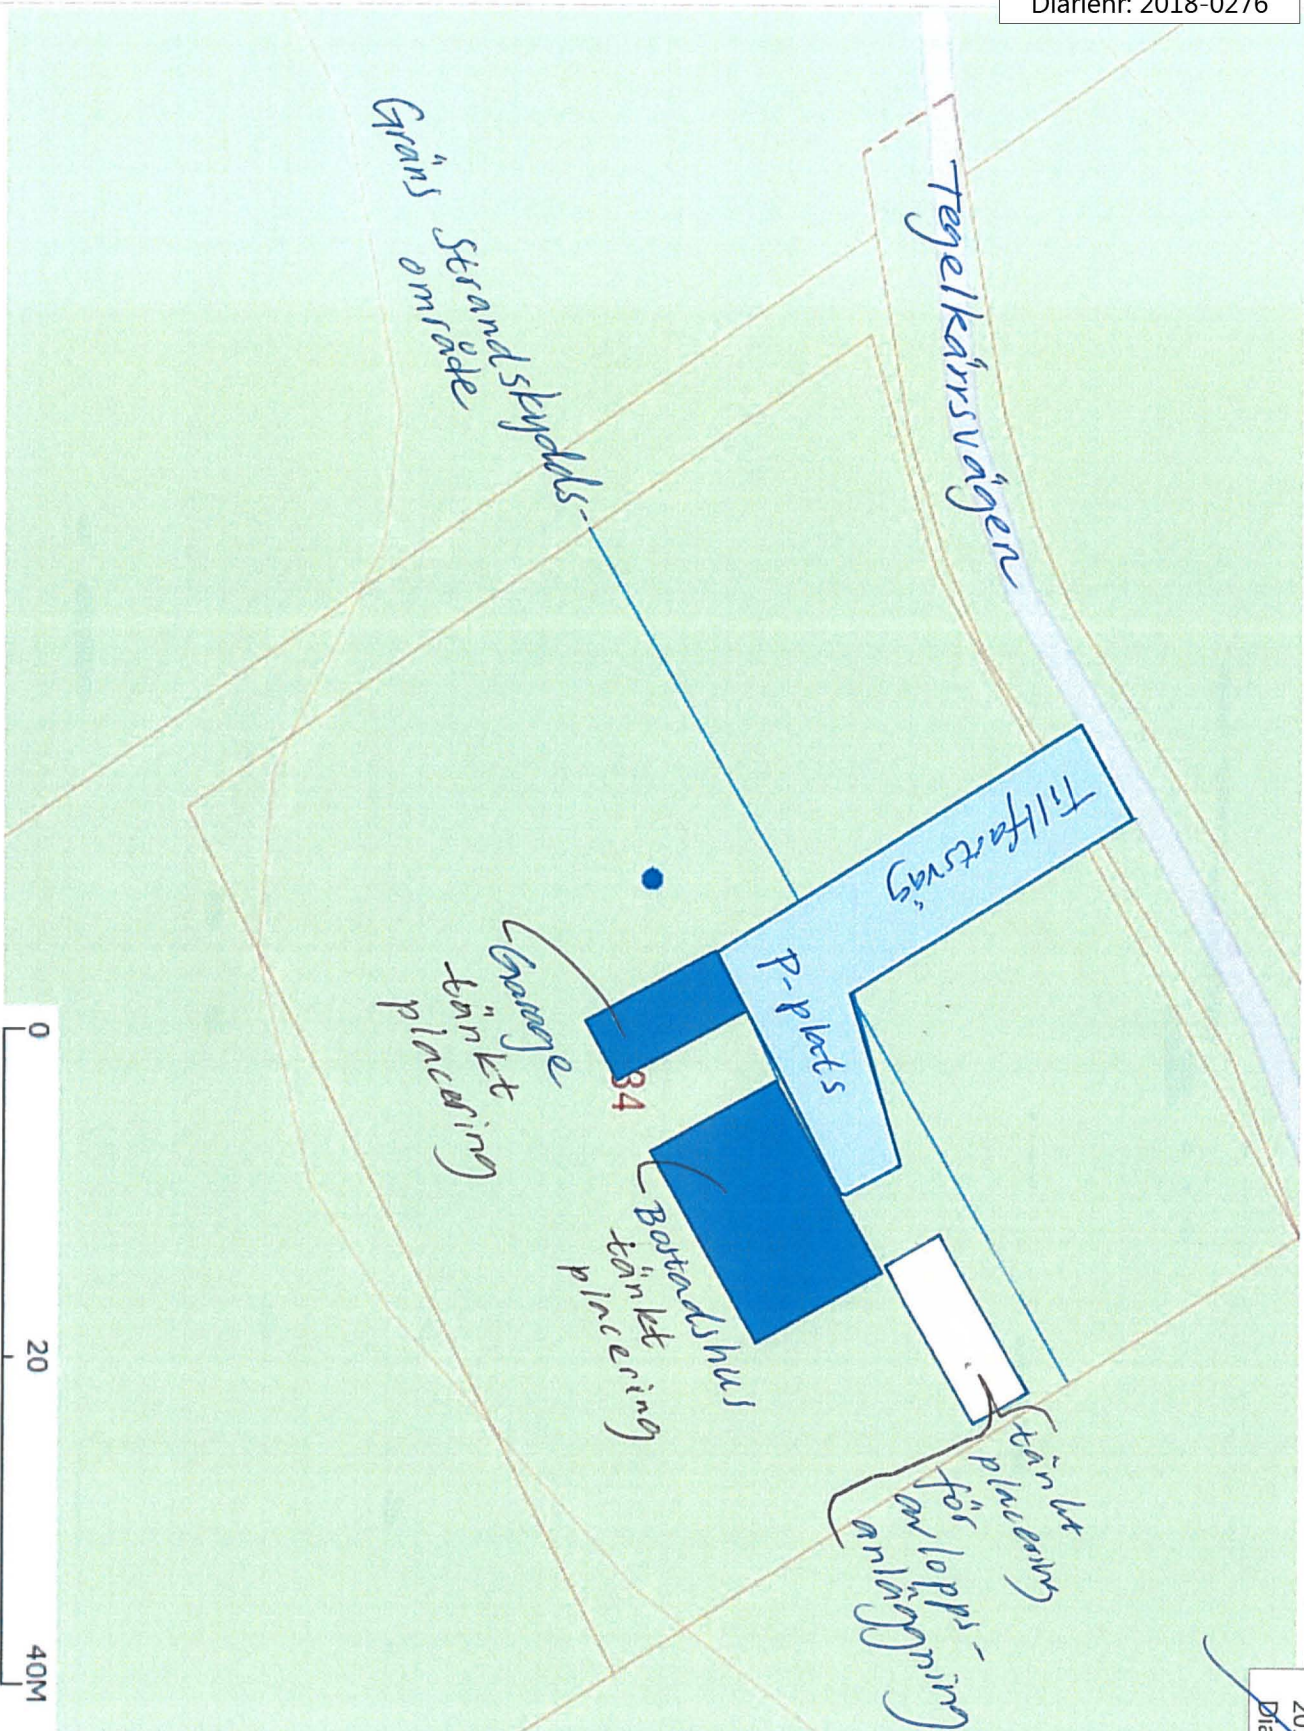 Diarienr: 2018-0276
Tegelkärrsvägen
Gräns strandskydds-
område
Tillfartsväg
P-plats
Garage
tänkt
placering
34
Bostadshus
tänkt
placering
tänkt
placering
för
avlopps-
anläggning
0
20
40M